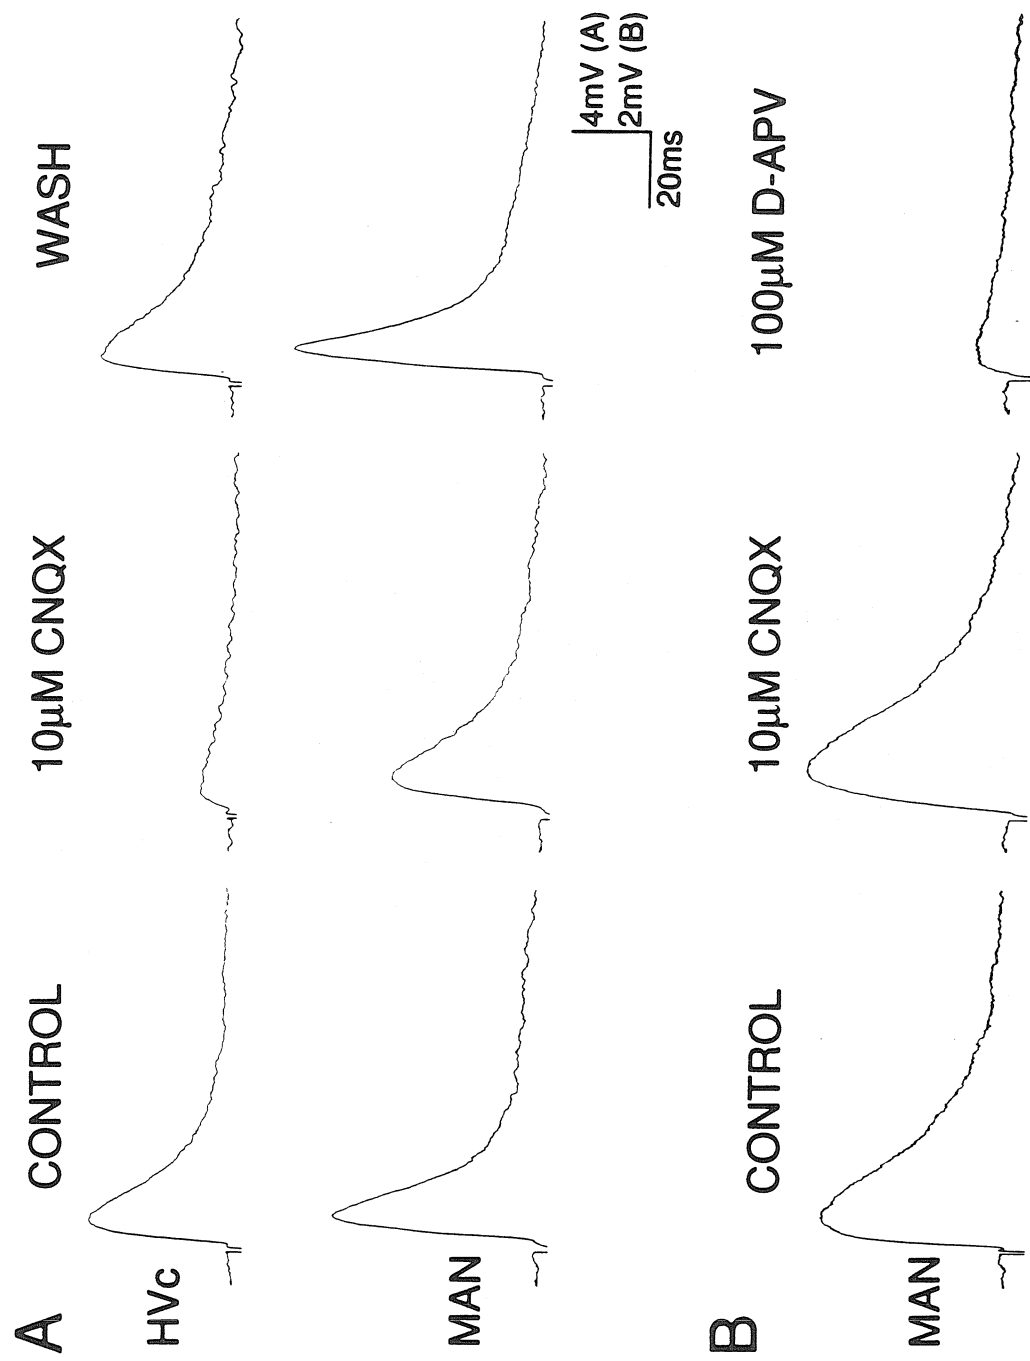 A
CONTROL
10μM CNQX
WASH
HVc
MAN
4mV (A)
2mV (B)
20ms
B
CONTROL
10μM CNQX
100μM D-APV
MAN